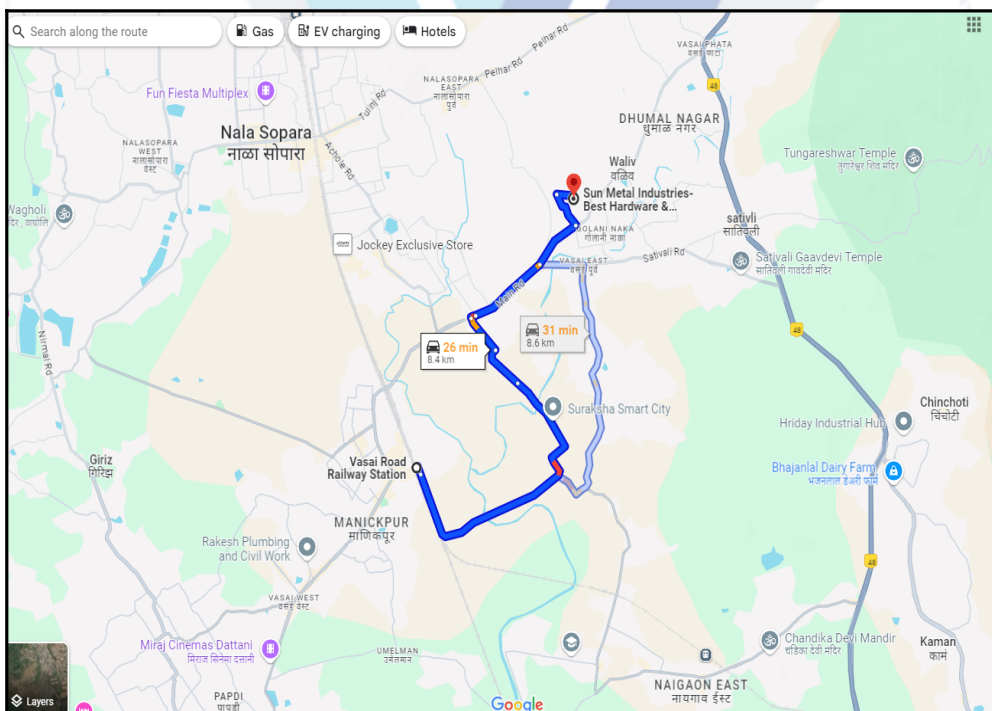 Search along the route
Gas
EV charging
Hotels
Pelhar Rd
Pelhar Rd
VASAI PHATA
वसई फाटा
48
NALASOPARA
EAST
नालासोपारा
पूर्व
Fun Fiesta Multiplex
Tulinj Rd
DHUMAL NAGAR
धुमाळ नगर
Nala Sopara
नाळा सोपारा
NALASOPARA
WEST
नालासोपारा
वेस्ट
Achole Rd
Waliv
वळिव
Tungareshwar Temple
तुंगारेश्वर शिव मंदिर
Sun Metal Industries-
Best Hardware &...
Wagholi
GOLANI NAKA
गोलानी नाका
sativli
सातिवली
Jockey Exclusive Store
VASAI EAST
वसई पूर्व
Sativali Rd
Sativali Gaavdevi Temple
सातिवली गावदेवी मंदिर
Main Rd
48
Nirmal Rd
26 min
8.4 km
31 min
8.6 km
Suraksha Smart City
Chinchoti
चिंचोटी
Hriday Industrial Hub
Giriz
गिरिझ
Vasai Road
Railway Station
Bhajanlal Dairy Farm
भजनलाल डेअरी फार्म
MANICKPUR
माणिकपूर
Rakesh Plumbing
and Civil Work
48
VASAI WEST
वसई वेस्ट
Miraj Cinemas Dattani
मिराज सिनेमा दत्तानी
UMELMAN
उमेलमान
Chandika Devi Mandir
चंडिका देवी मंदिर
Kaman
कामं
NAIGAON EAST
नायगाव ईस्ट
PAPDI
पापडी
Layers
Google